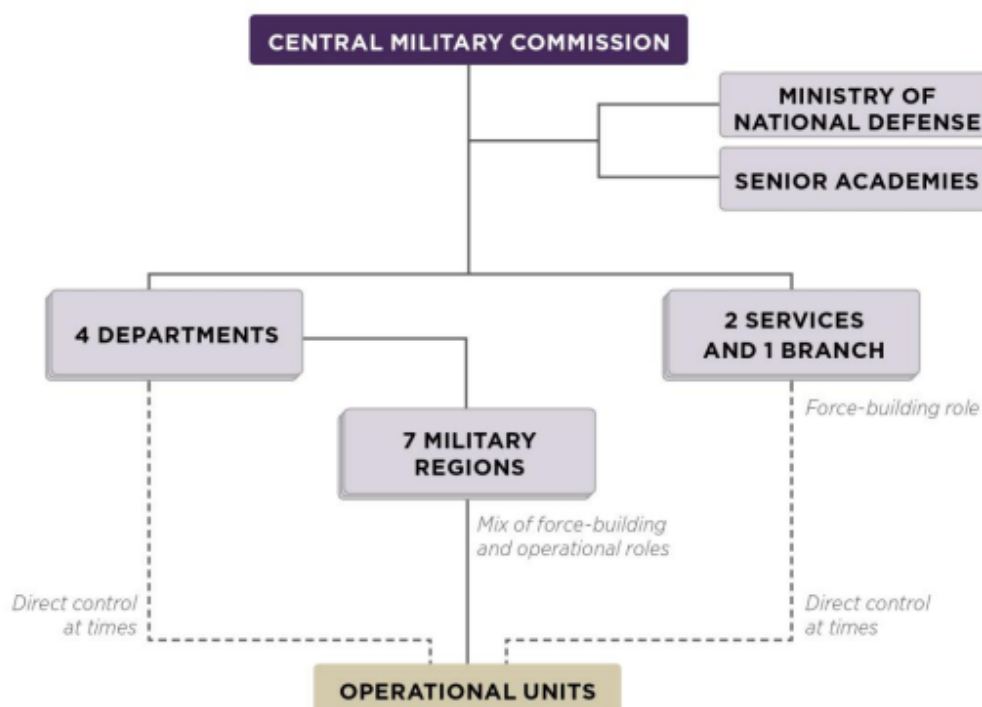 CENTRAL MILITARY COMMISSION
MINISTRY OF
NATIONAL DEFENSE
SENIOR ACADEMIES
4 DEPARTMENTS
2 SERVICES
AND 1 BRANCH
Force-building role
7 MILITARY
REGIONS
Mix of force-building
and operational roles
Direct control
at times
Direct control
at times
OPERATIONAL UNITS